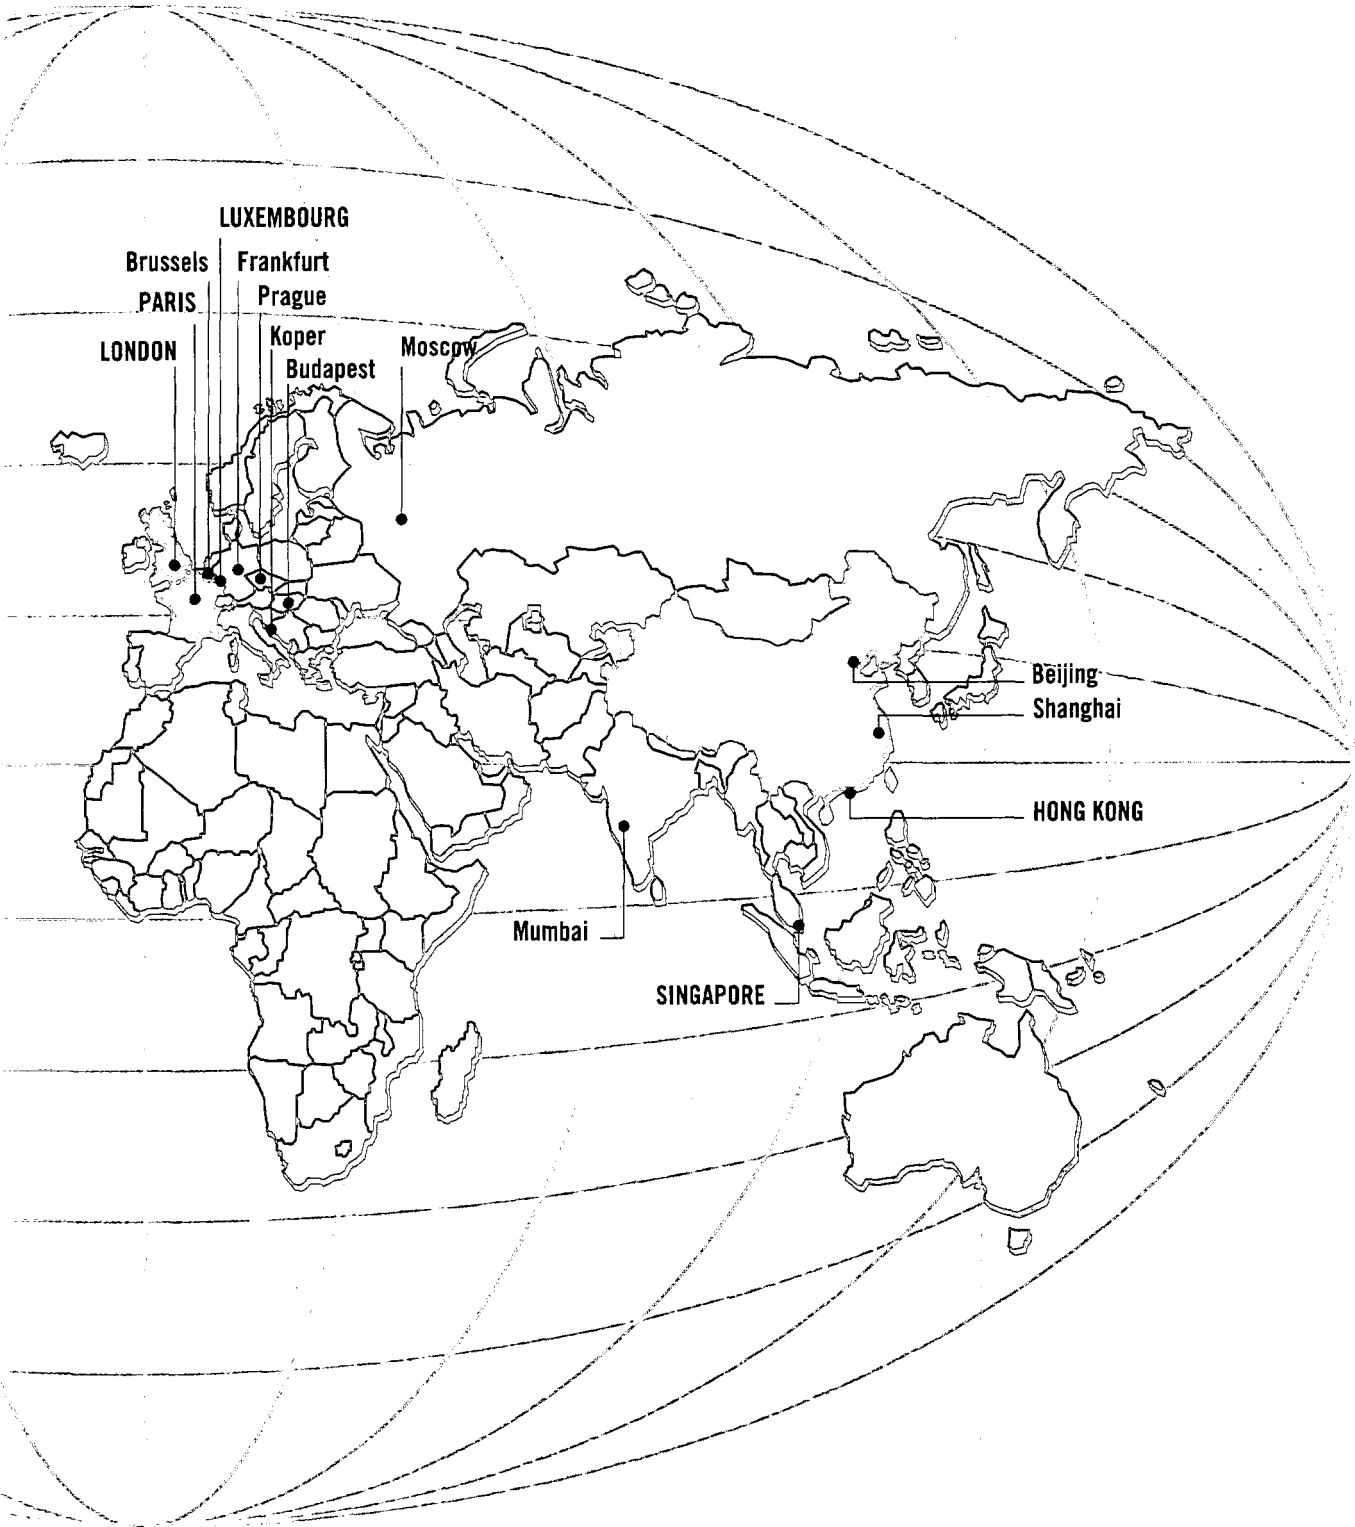 LUXEMBOURG
Brussels Frankfurt
PARIS Prague
Koper
LONDON Moscow
Budapest
Beijing
Shanghai
HONG KONG
Mumbai
SINGAPORE